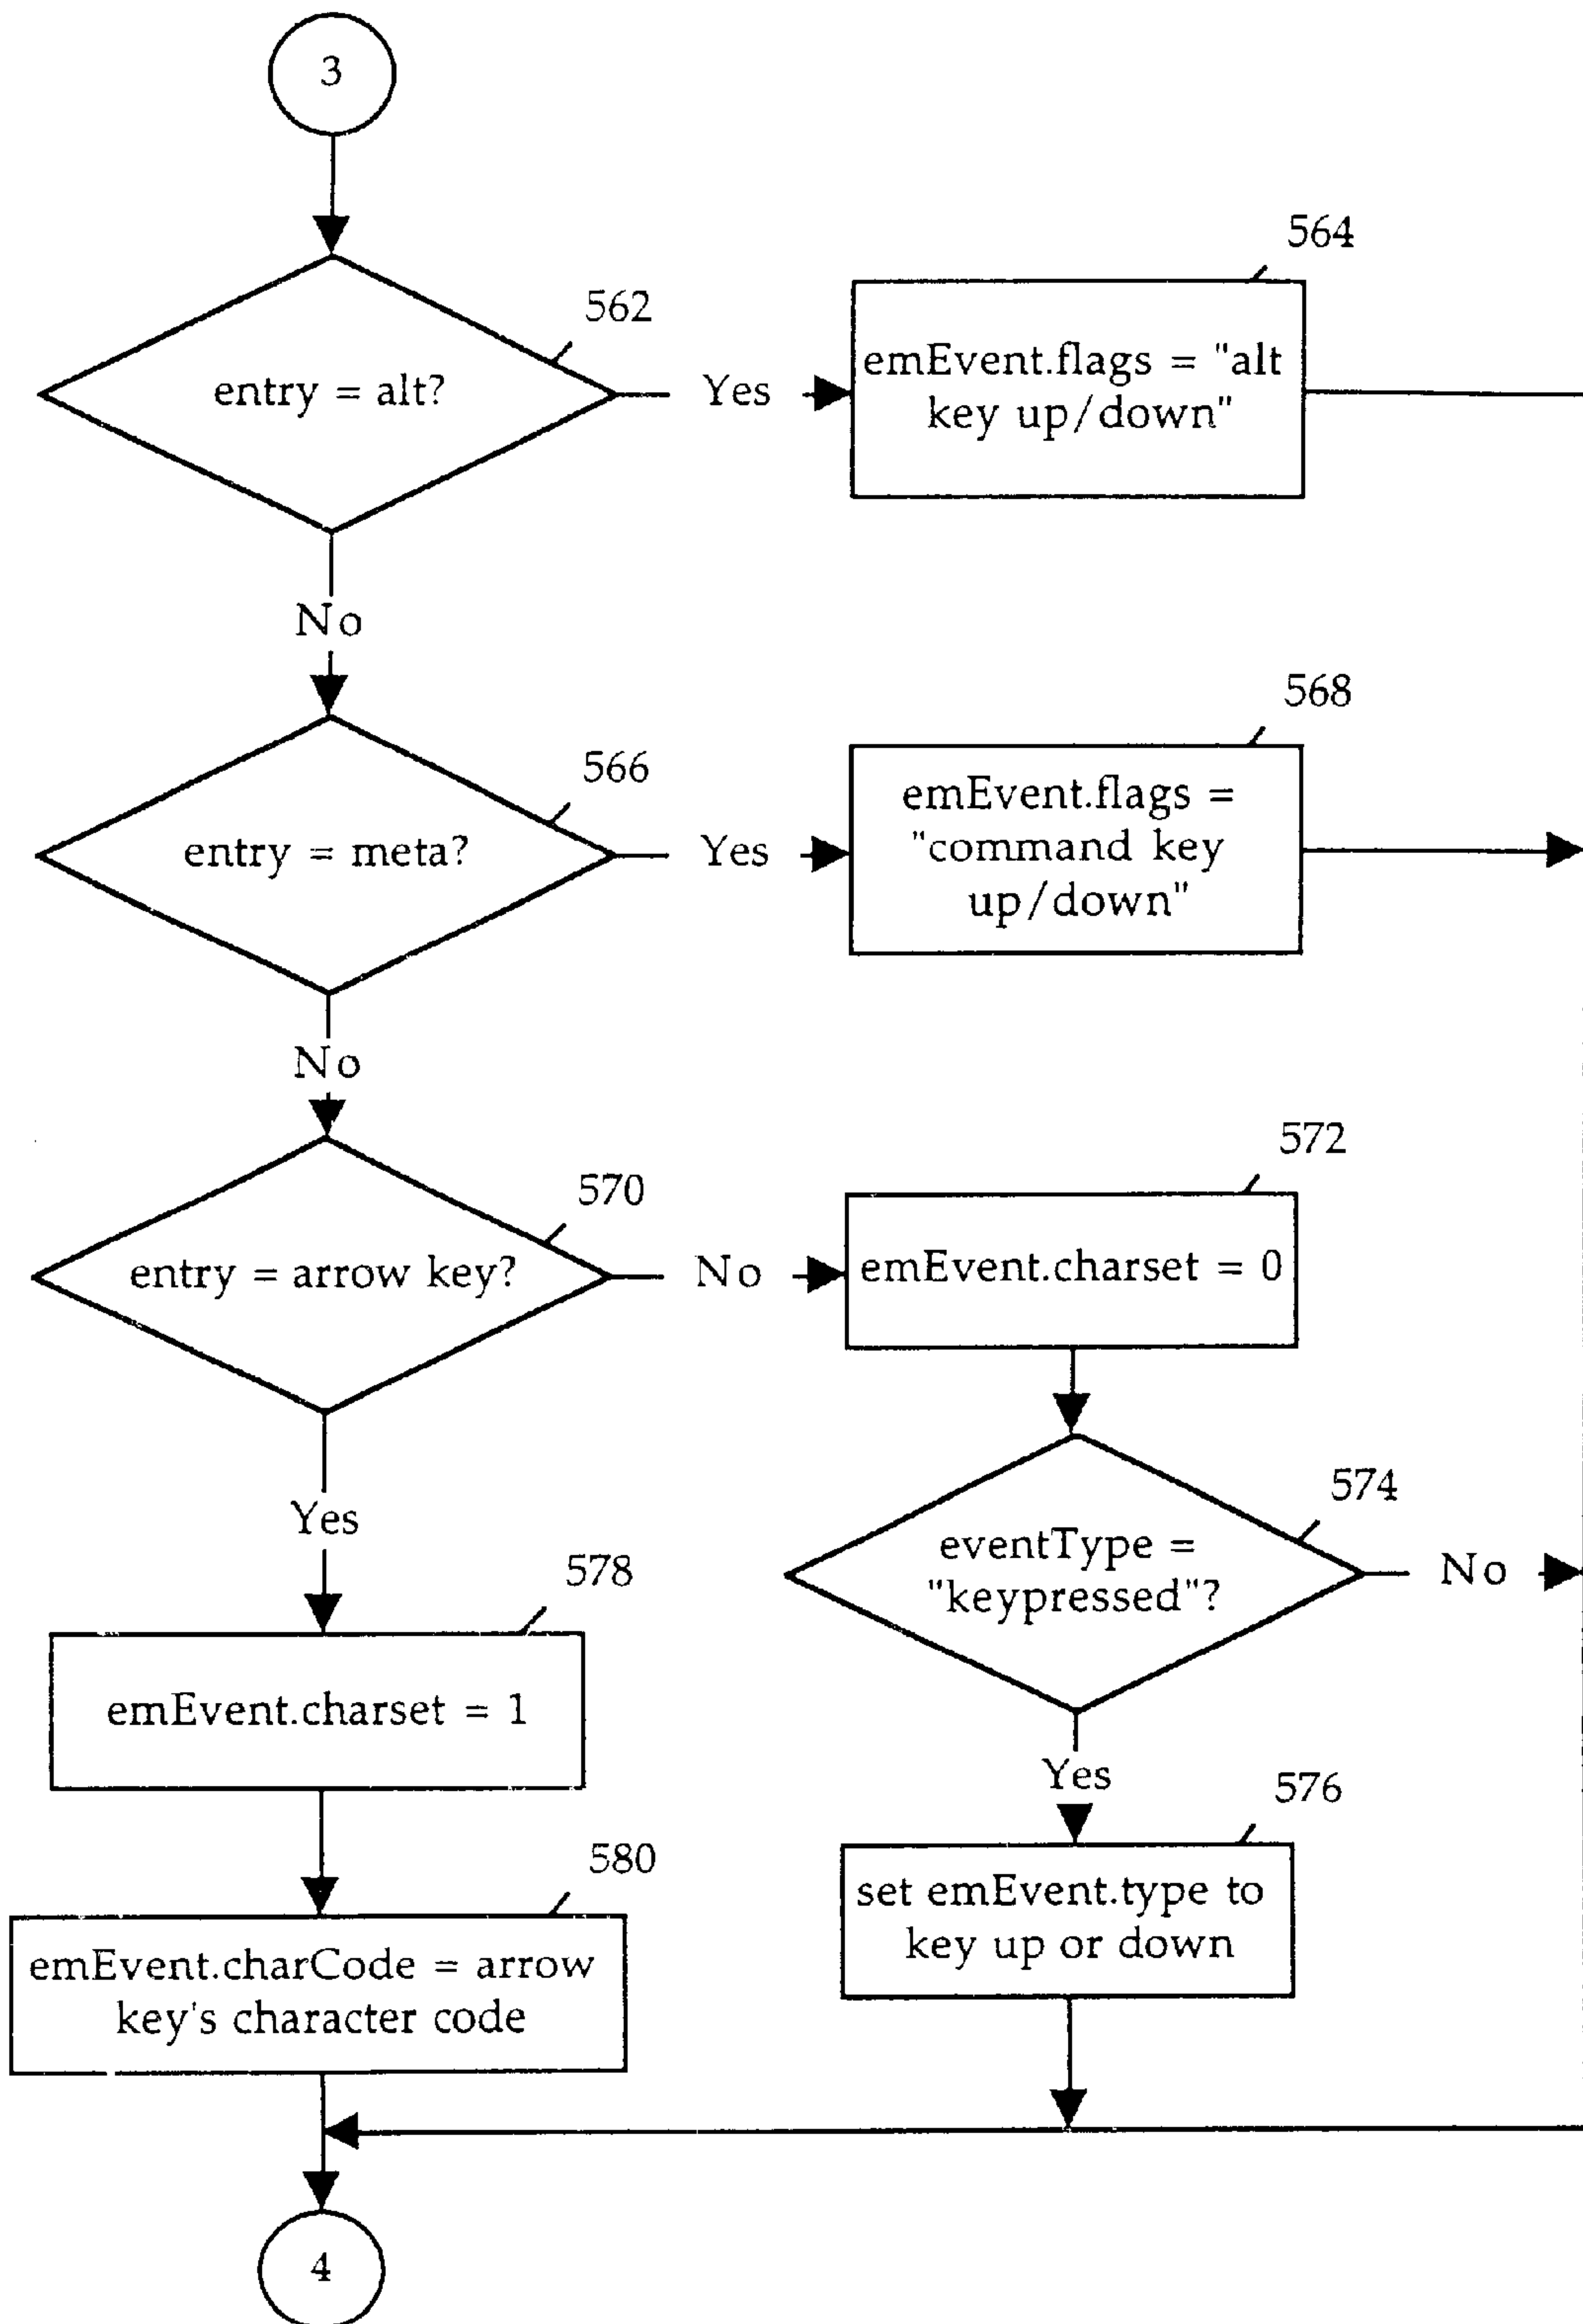 3
564
562
entry = alt?
Yes
emEvent.flags = "alt
key up/down"
No
568
566
entry = meta?
Yes
emEvent.flags =
"command key
up/down"
No
572
570
entry = arrow key?
No
emEvent.charset = 0
574
Yes
eventType =
"keypressed"?
No
578
emEvent.charset = 1
Yes
576
580
set emEvent.type to
key up or down
emEvent.charCode = arrow
key's character code
4